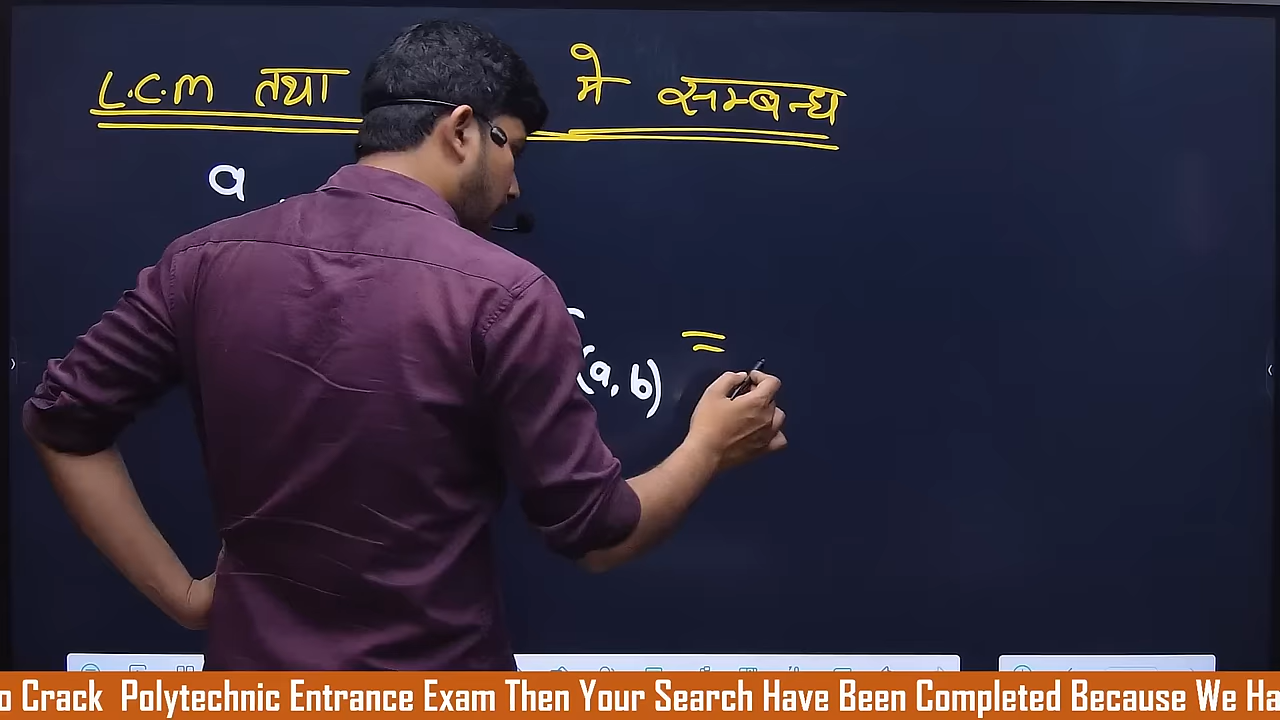 L.C.M तथा में सम्बन्ध
a
(a, b) =
o Crack Polytechnic Entrance Exam Then Your Search Have Been Completed Because We Ha